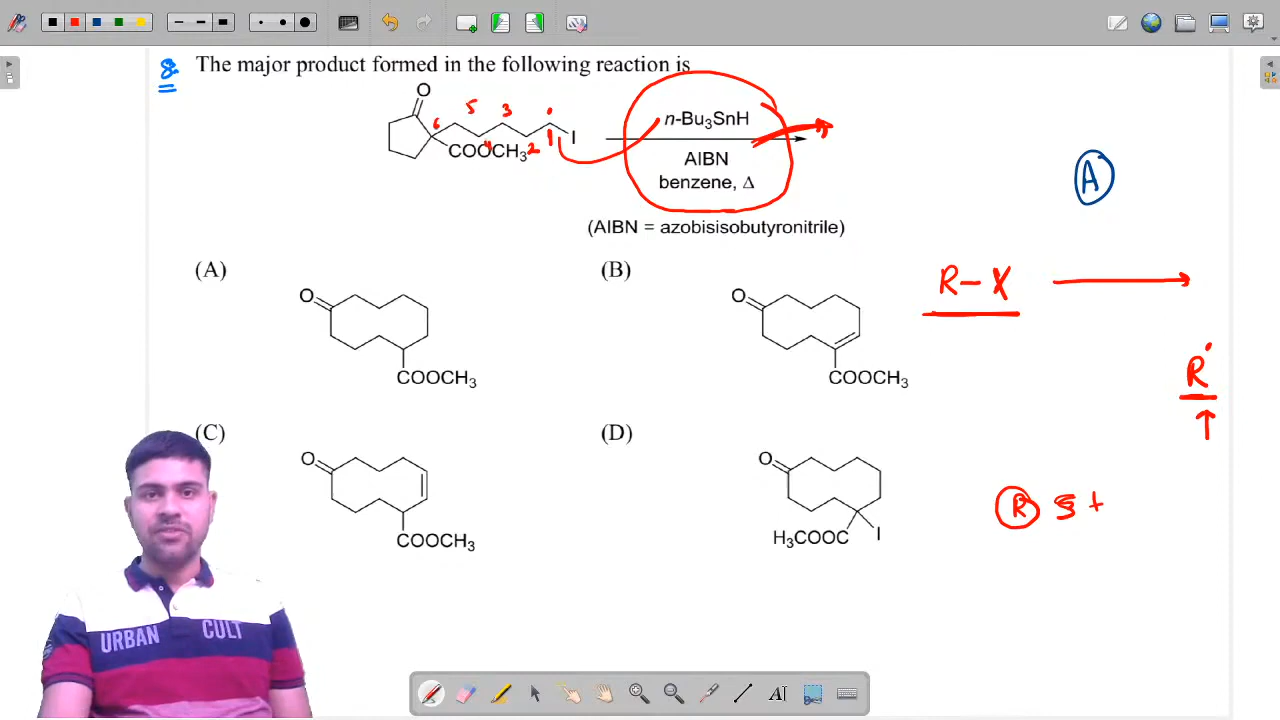 8.
The major product formed in the following reaction is
O
6 5 4 3 2 1
I
COOCH3
n-Bu3SnH
AIBN
benzene, Δ
(AIBN = azobisisobutyronitrile)
A
(A)
O
COOCH3
(B)
O
COOCH3
R–X
R•
(C)
O
COOCH3
(D)
O
H3COOC
I
R
+
URBAN CULT